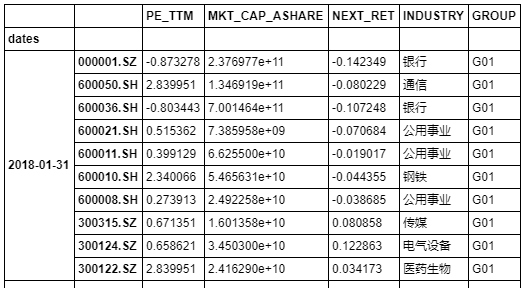 PE_TTM MKT_CAP_ASHARE NEXT_RET INDUSTRY GROUP
dates
2018-01-31 000001.SZ -0.873278 2.376977e+11 -0.142349 银行 G01
600050.SH 2.839951 1.346919e+11 -0.080229 通信 G01
600036.SH -0.803443 7.001464e+11 -0.107248 银行 G01
600021.SH 0.515362 7.385958e+09 -0.070684 公用事业 G01
600011.SH 0.399129 6.625500e+10 -0.019017 公用事业 G01
600010.SH 2.340066 5.465631e+10 -0.044355 钢铁 G01
600008.SH 0.273913 2.492258e+10 -0.038685 公用事业 G01
300315.SZ 0.671351 1.601358e+10 0.080858 传媒 G01
300124.SZ 0.658621 3.450300e+10 0.122863 电气设备 G01
300122.SZ 2.839951 2.416290e+10 0.034173 医药生物 G01